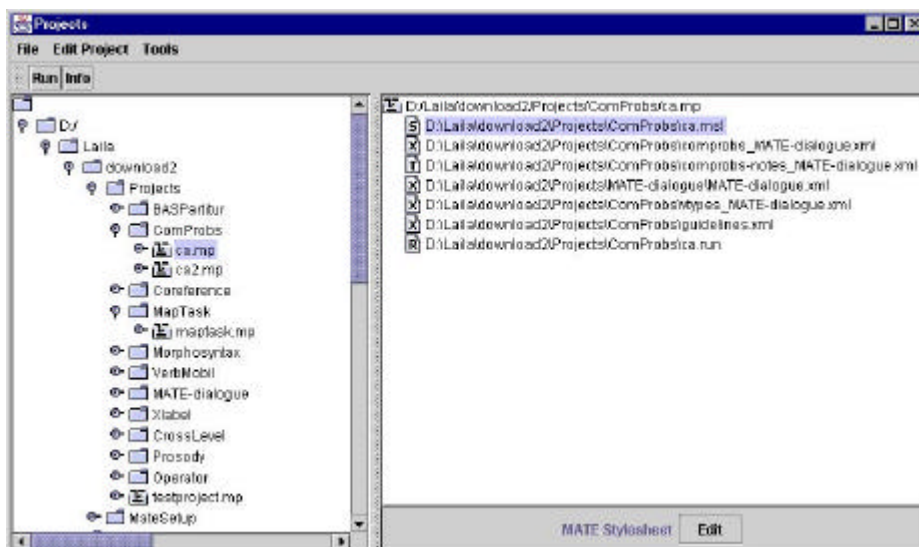 Projects
File Edit Project Tools
Run Info
D:/
Laila
download2
Projects
BASPartitur
ComProbs
ca.mp
ca2.mp
Coreference
MapTask
maptask.mp
Morphosyntax
VerbMobil
MATE-dialogue
Xlabel
CrossLevel
Prosody
Operator
testproject.mp
MateSetup
D:/Laila/download2/Projects/ComProbs/ca.mp
S D:\Laila\download2\Projects\ComProbs\ca.msl
X D:\Laila\download2\Projects\ComProbs\comprobs_MATE-dialogue.xml
T D:\Laila\download2\Projects\ComProbs\comprobs-notes_MATE-dialogue.xml
X D:\Laila\download2\Projects\MATE-dialogue\MATE-dialogue.xml
X D:\Laila\download2\Projects\ComProbs\vtypes_MATE-dialogue.xml
X D:\Laila\download2\Projects\ComProbs\guidelines.xml
R D:\Laila\download2\Projects\ComProbs\ca.run
MATE Stylesheet Edit